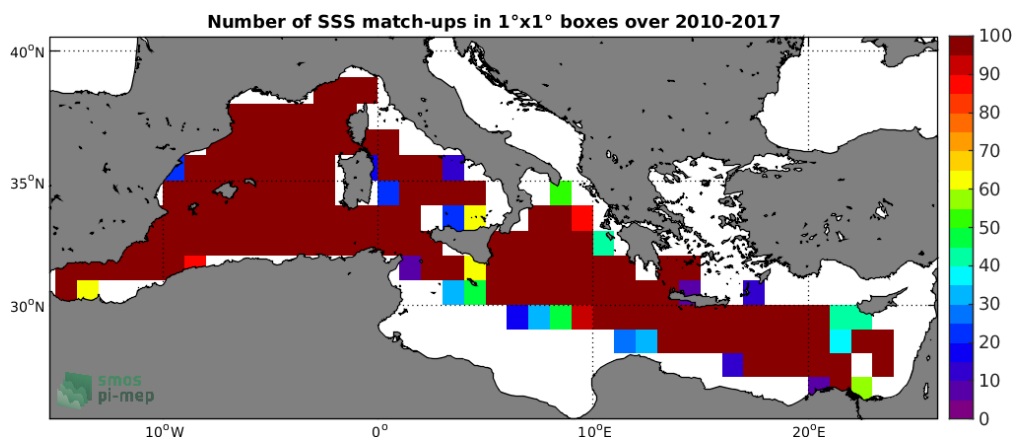 Number of SSS match-ups in 1°x1° boxes over 2010-2017
40°N
35°N
30°N
10°W
0°
10°E
20°E
100
90
80
70
60
50
40
30
20
10
0
smos
pi-mep